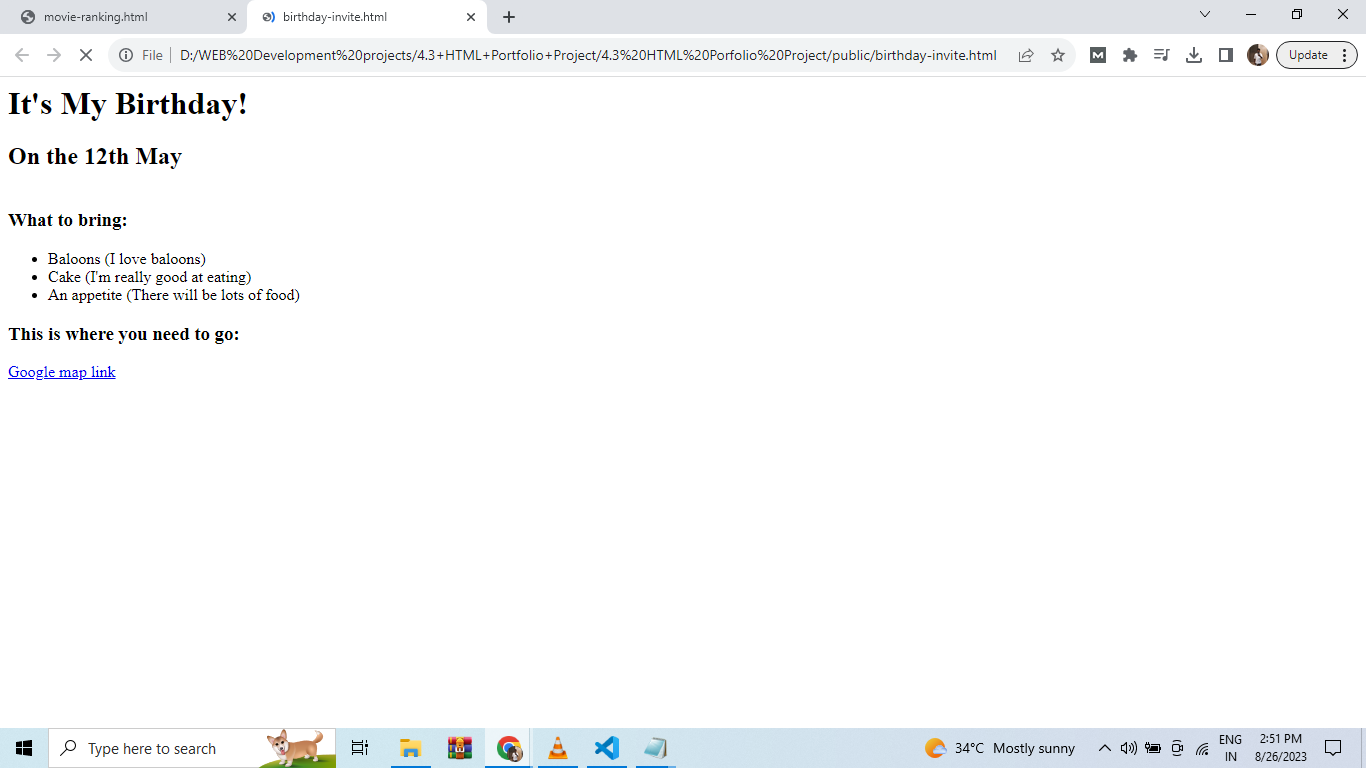 movie-ranking.html
birthday-invite.html
File
D:/WEB%20Development%20projects/4.3+HTML+Portfolio+Project/4.3%20HTML%20Porfolio%20Project/public/birthday-invite.html
M
Update
It's My Birthday!
On the 12th May
What to bring:
Baloons (I love baloons)
Cake (I'm really good at eating)
An appetite (There will be lots of food)
This is where you need to go:
Google map link
Type here to search
34°C Mostly sunny
ENG
IN
2:51 PM
8/26/2023